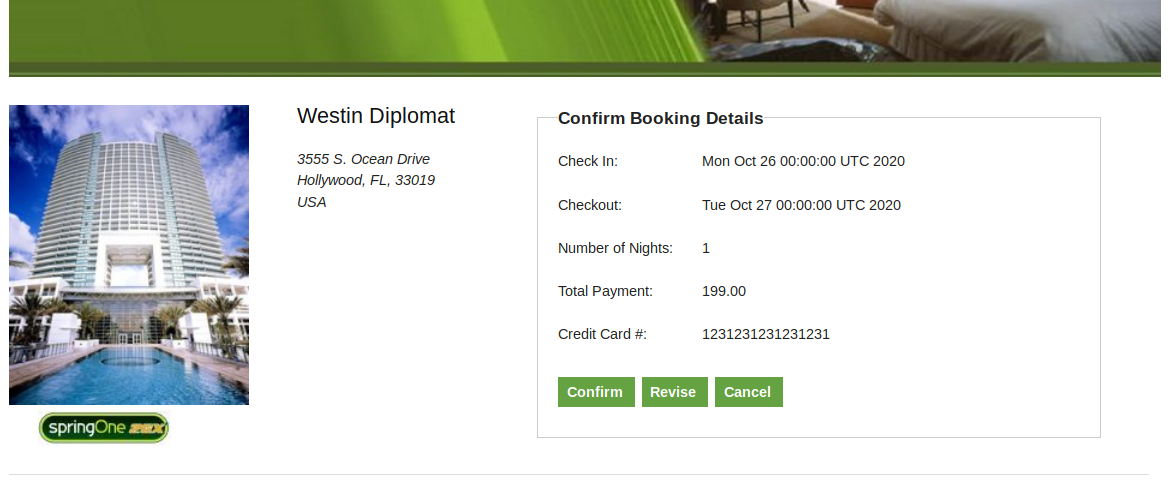 Westin Diplomat
3555 S. Ocean Drive
Hollywood, FL, 33019
USA
springOne 2GX
Confirm Booking Details
Check In: Mon Oct 26 00:00:00 UTC 2020
Checkout: Tue Oct 27 00:00:00 UTC 2020
Number of Nights: 1
Total Payment: 199.00
Credit Card #: 1231231231231231
Confirm Revise Cancel